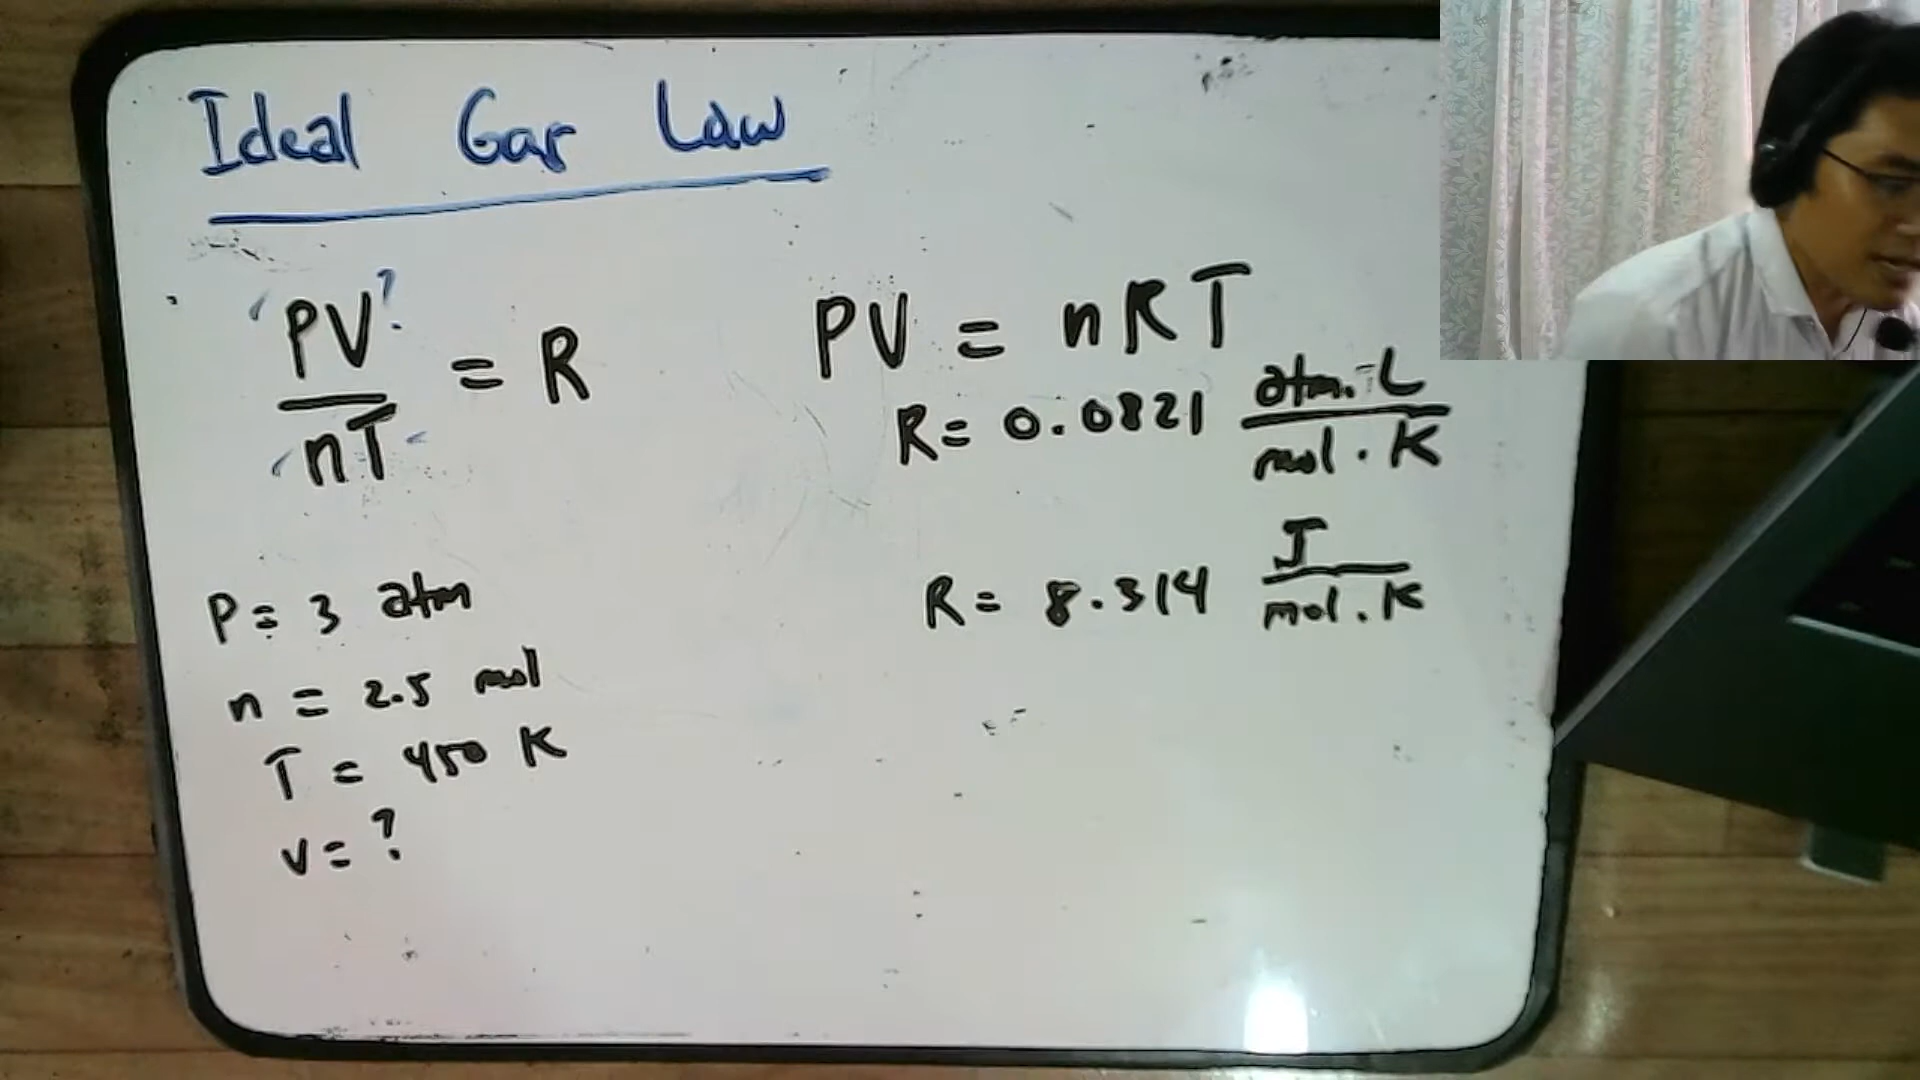 Ideal Gas Law
PV?
nT
= R
PV = nRT
R = 0.0821 atm. L
mol . K
R = 8.314 J
mol . K
P = 3 atm
n = 2.5 mol
T = 450 K
V = ?